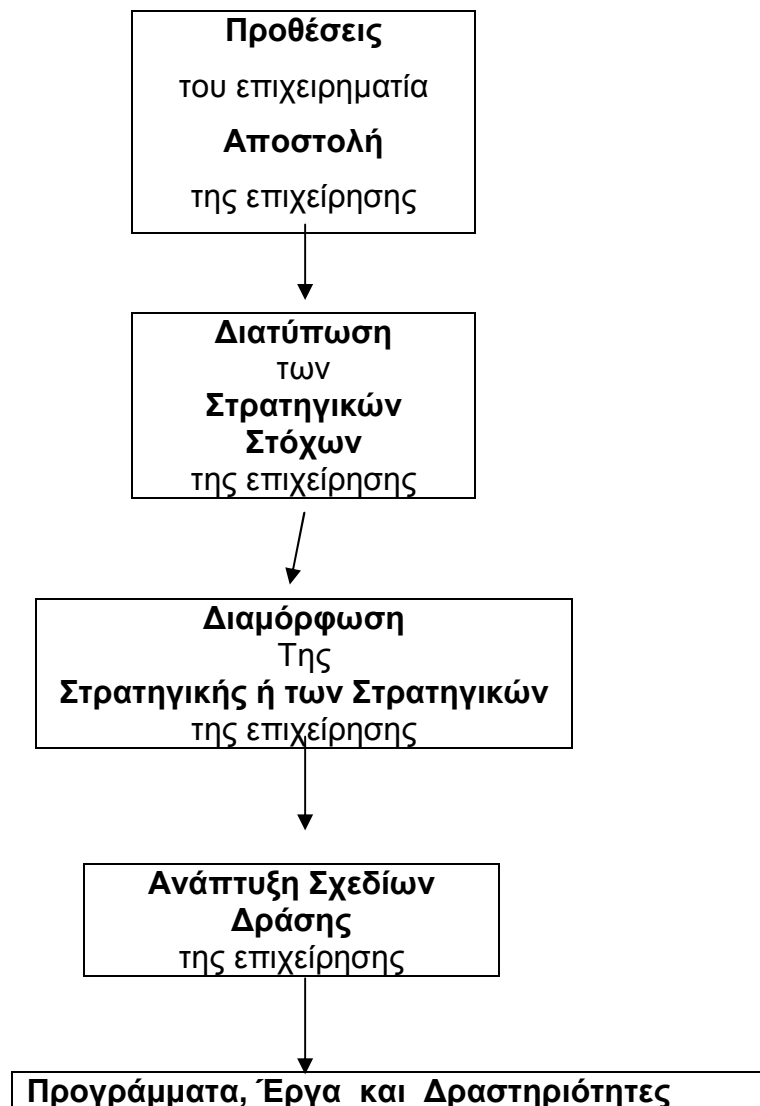 Προθέσεις
του επιχειρηματία
Αποστολή
της επιχείρησης
Διατύπωση
των
Στρατηγικών
Στόχων
της επιχείρησης
Διαμόρφωση
Της
Στρατηγικής ή των Στρατηγικών
της επιχείρησης
Ανάπτυξη Σχεδίων
Δράσης
της επιχείρησης
Προγράμματα, Έργα και Δραστηριότητες